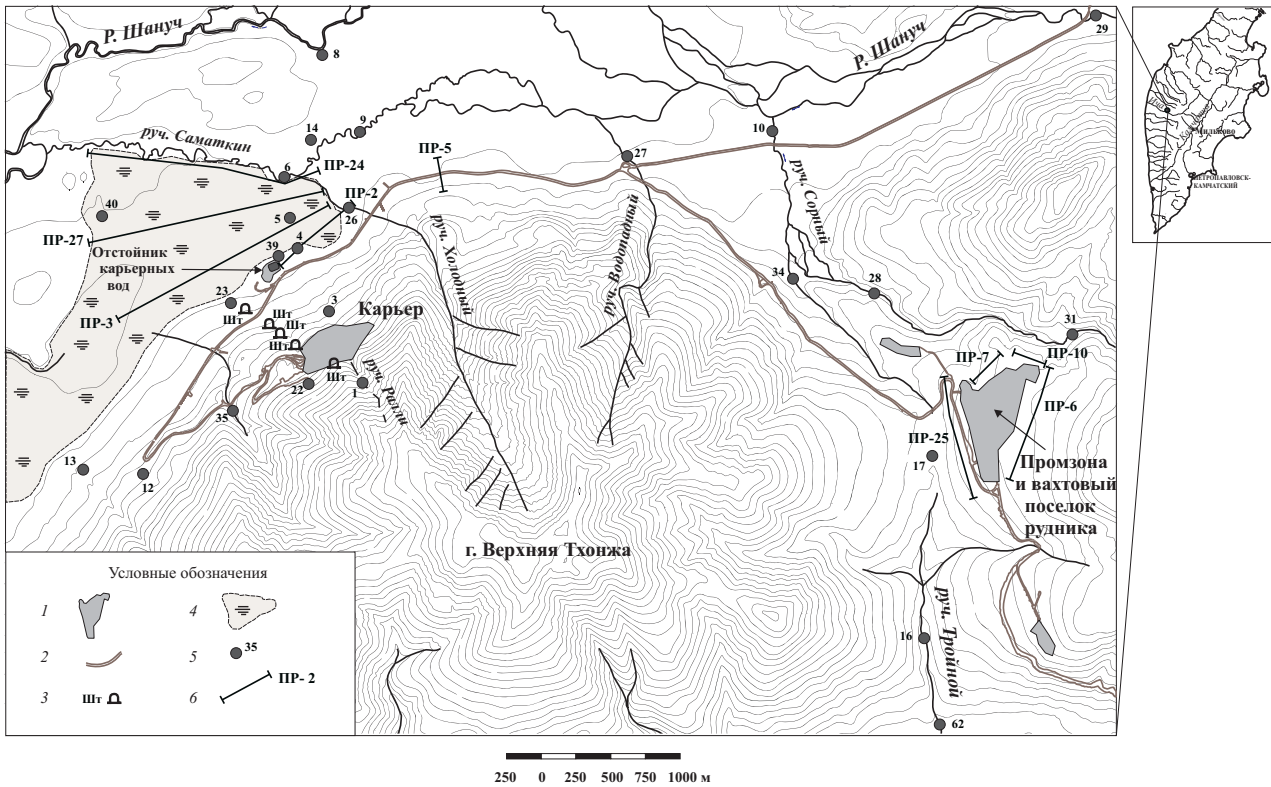 Р. Шануч
8
Р. Шануч
29
14
9
10
руч. Саматкин
6
ПР-24
ПР-5
27
ПР-2
26
40
5
ПР-27
4
39
Отстойник
карьерных
вод
23
Шт
Шт
Шт
Шт
Шт
3
Карьер
ПР-3
22
1
руч. Ралли
руч. Холодный
руч. Водопадный
руч. Сорный
34
28
31
ПР-7
ПР-10
ПР-6
ПР-25
17
Промзона
и вахтовый
поселок
рудника
35
13
12
г. Верхняя Тхонжа
16
руч. Тройной
62
Условные обозначения
1
4
2
5
35
3
Шт
6
ПР- 2
250 0 250 500 750 1000 м
Мильково
ПЕТРОПАВЛОВСК-
КАМЧАТСКИЙ